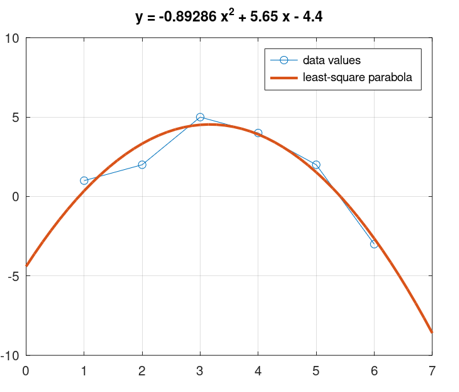 y = -0.89286 x² + 5.65 x - 4.4
data values
least-square parabola
10
5
0
-5
-10
0 1 2 3 4 5 6 7